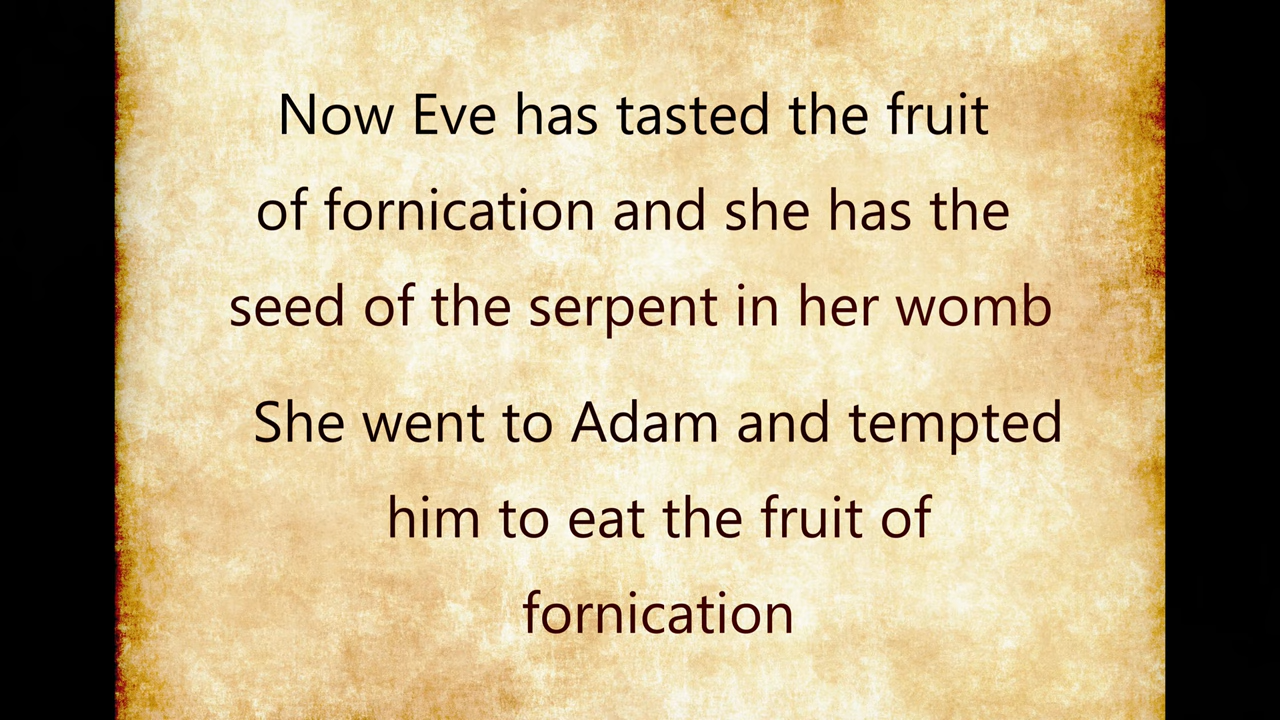 Now Eve has tasted the fruit
of fornication and she has the
seed of the serpent in her womb
She went to Adam and tempted
him to eat the fruit of
fornication